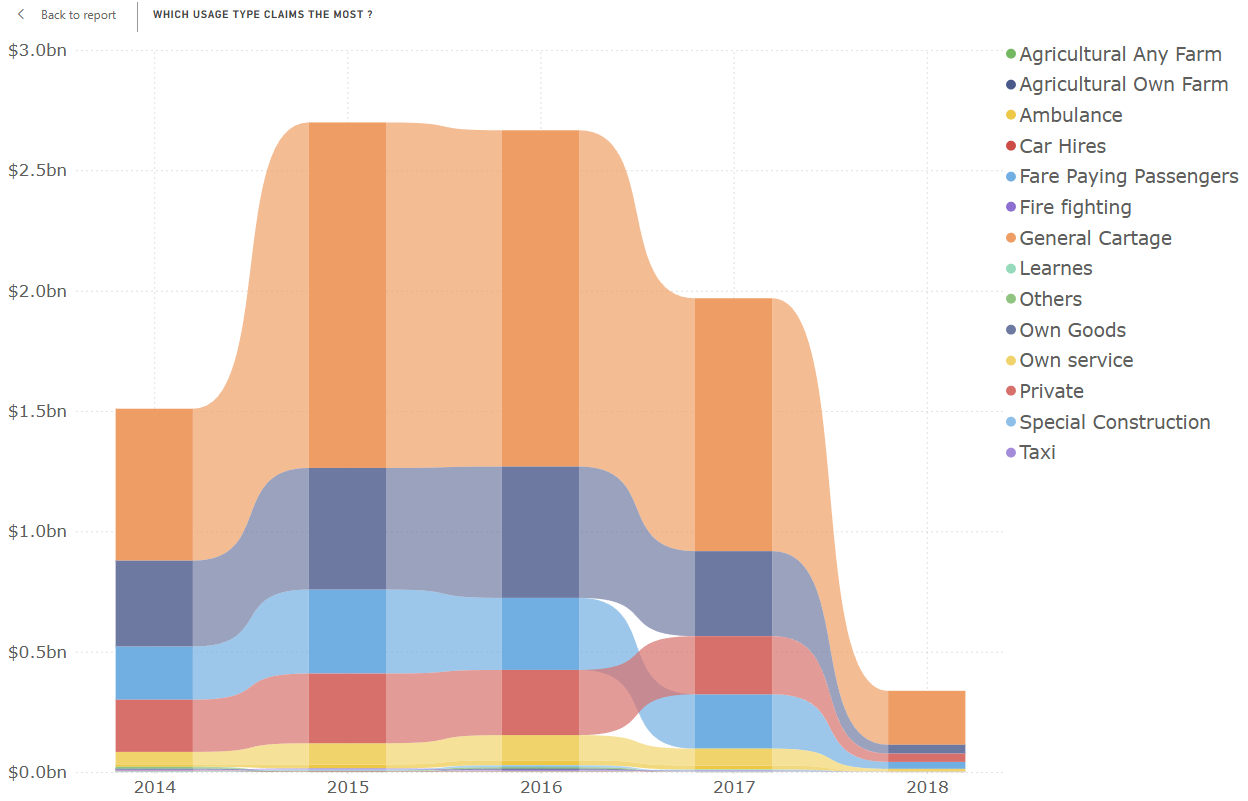 Back to report
WHICH USAGE TYPE CLAIMS THE MOST ?
$3.0bn
$2.5bn
$2.0bn
$1.5bn
$1.0bn
$0.5bn
$0.0bn
2014 2015 2016 2017 2018
Agricultural Any Farm
Agricultural Own Farm
Ambulance
Car Hires
Fare Paying Passengers
Fire fighting
General Cartage
Learnes
Others
Own Goods
Own service
Private
Special Construction
Taxi